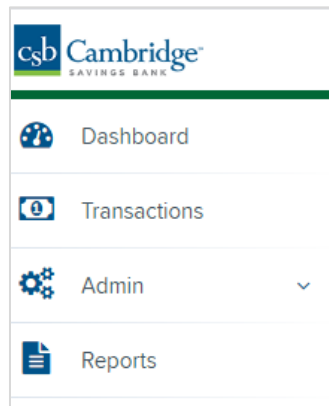 csb Cambridge
SAVINGS BANK
Dashboard
Transactions
Admin
Reports